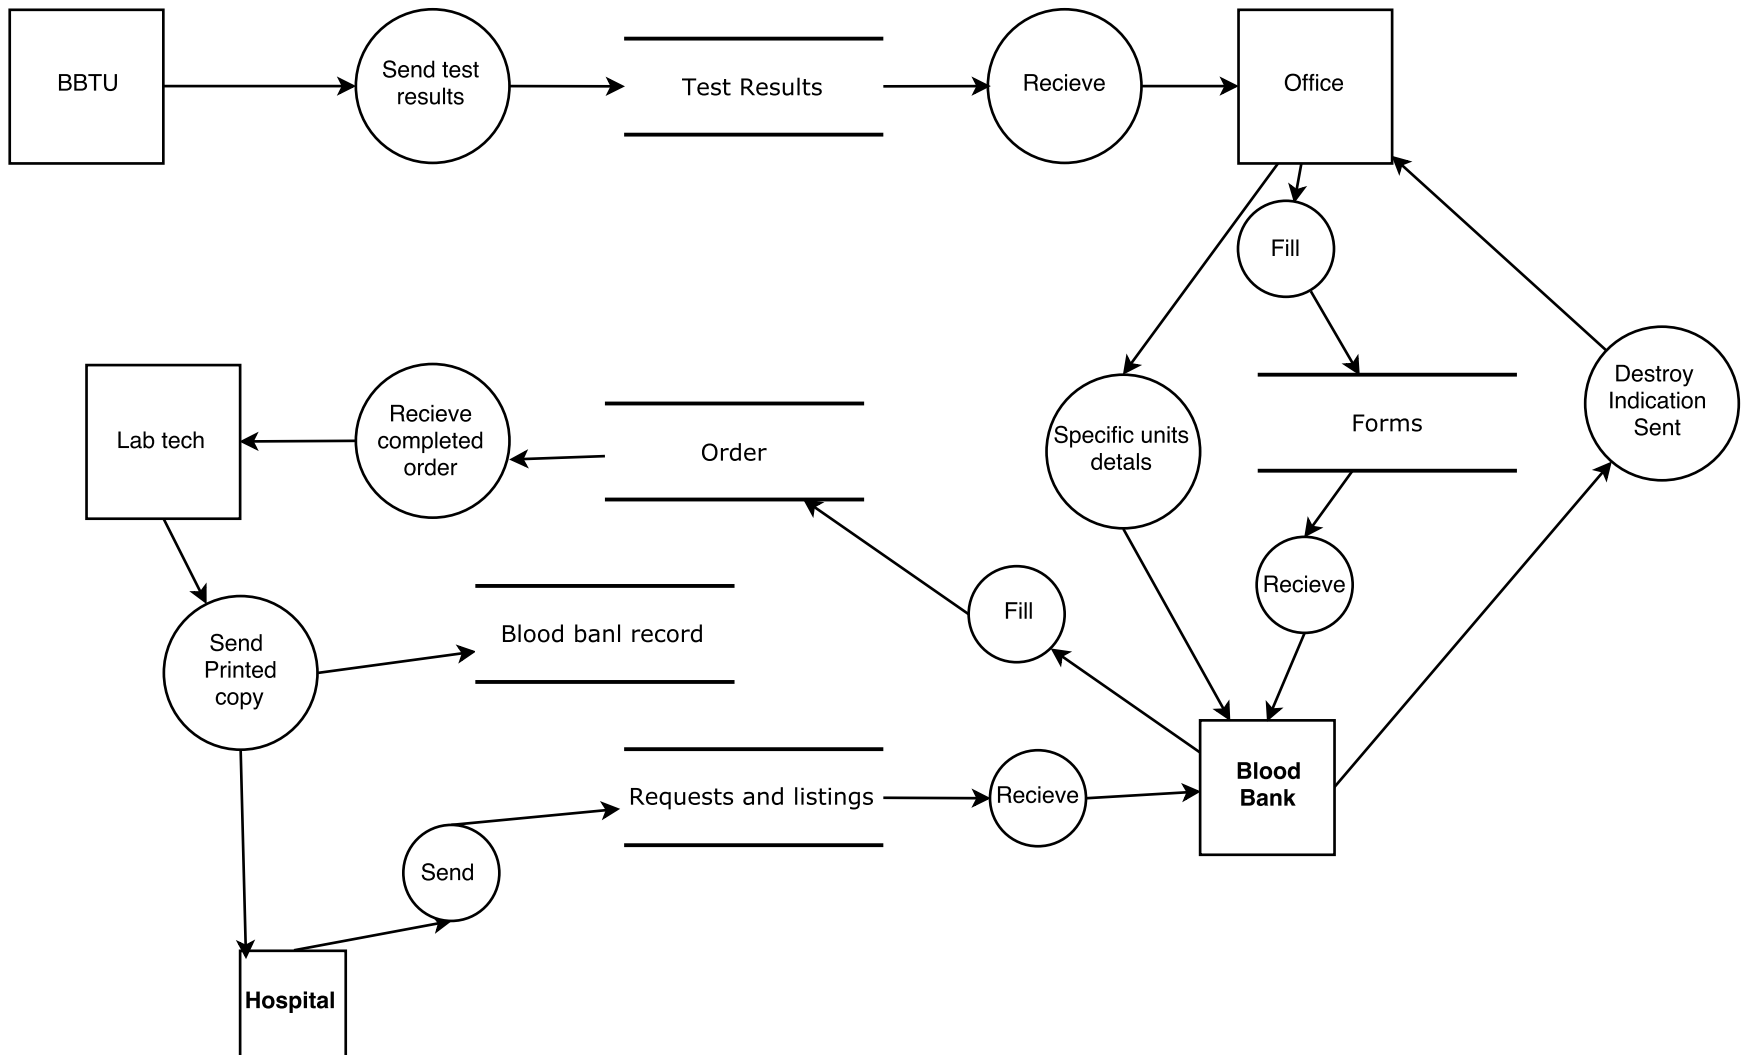 BBTU
Send test
results
Test Results
Recieve
Office
Fill
Destroy
Indication
Sent
Forms
Specific units
detals
Lab tech
Recieve
completed
order
Order
Recieve
Fill
Send
Printed
copy
Blood banl record
Blood
Bank
Requests and listings
Recieve
Send
Hospital